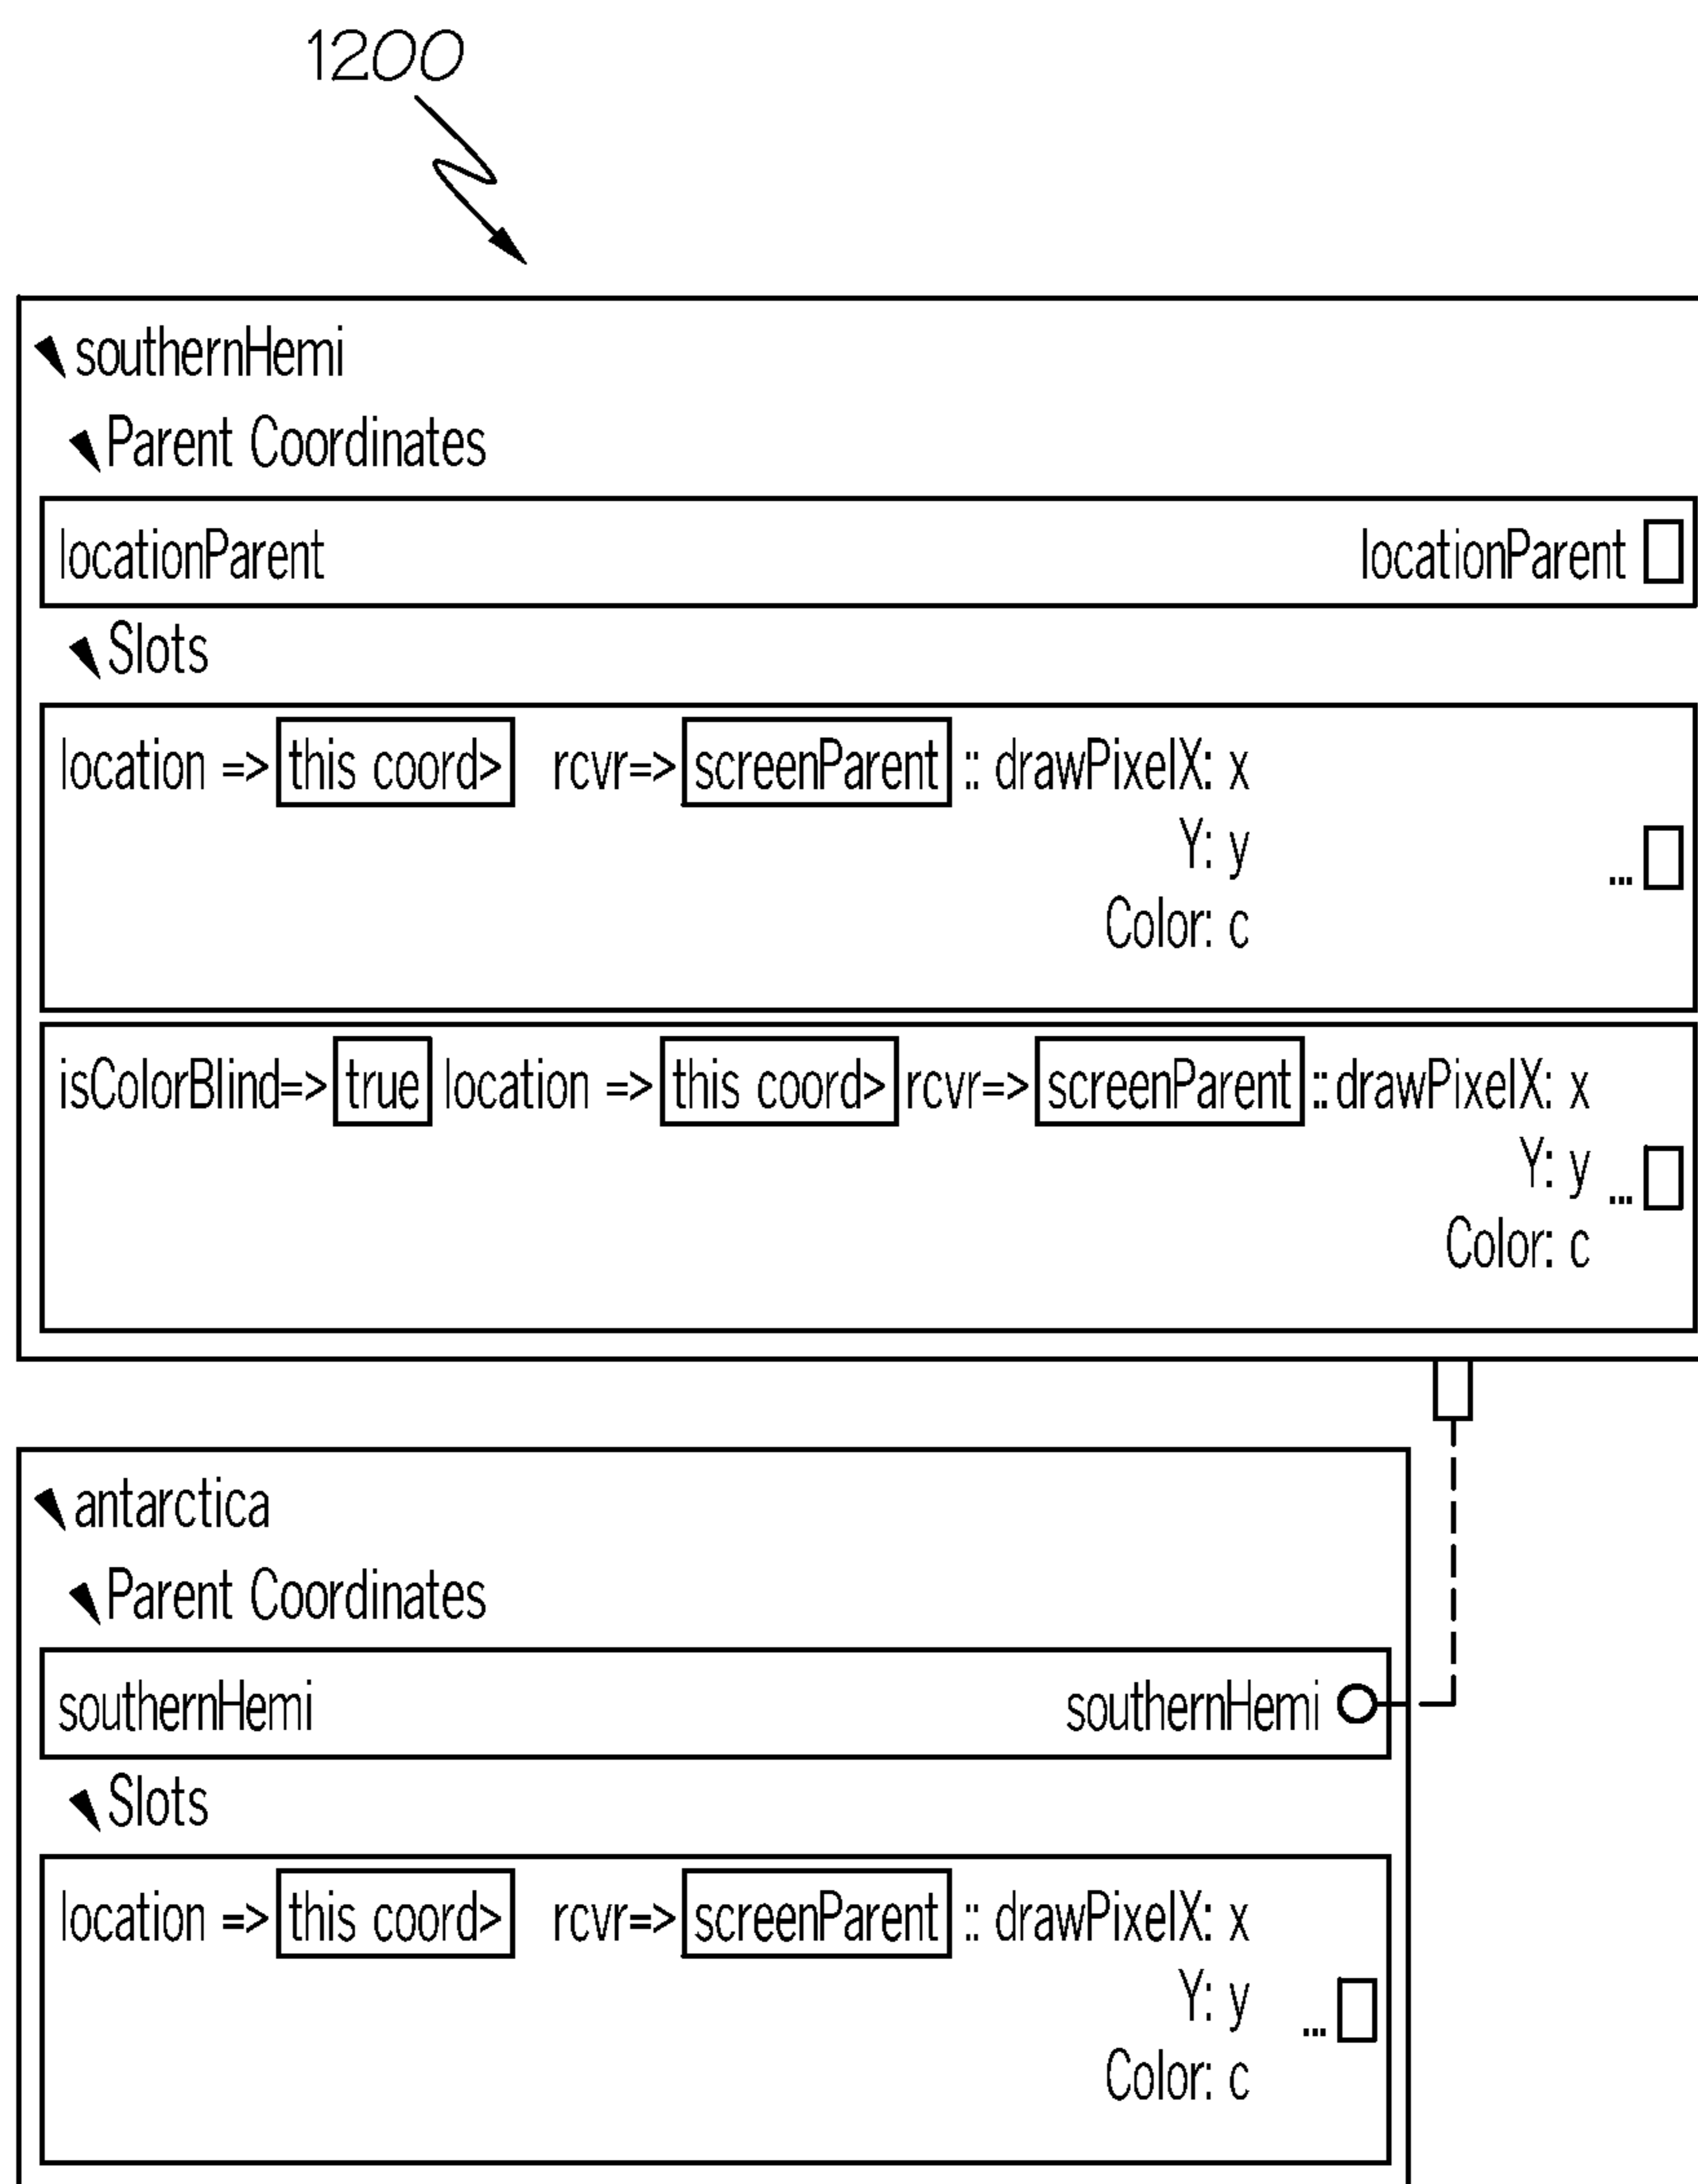 1200
southernHemi
Parent Coordinates
locationParent locationParent
Slots
location => this coord> rcvr=> screenParent :: drawPixelX: x
Y: y
...
Color: c
isColorBlind=> true location => this coord> rcvr=> screenParent :: drawPixelX: x
Y: y ...
Color: c
antarctica
Parent Coordinates
southernHemi southernHemi
Slots
location => this coord> rcvr=> screenParent :: drawPixelX: x
Y: y ...
Color: c